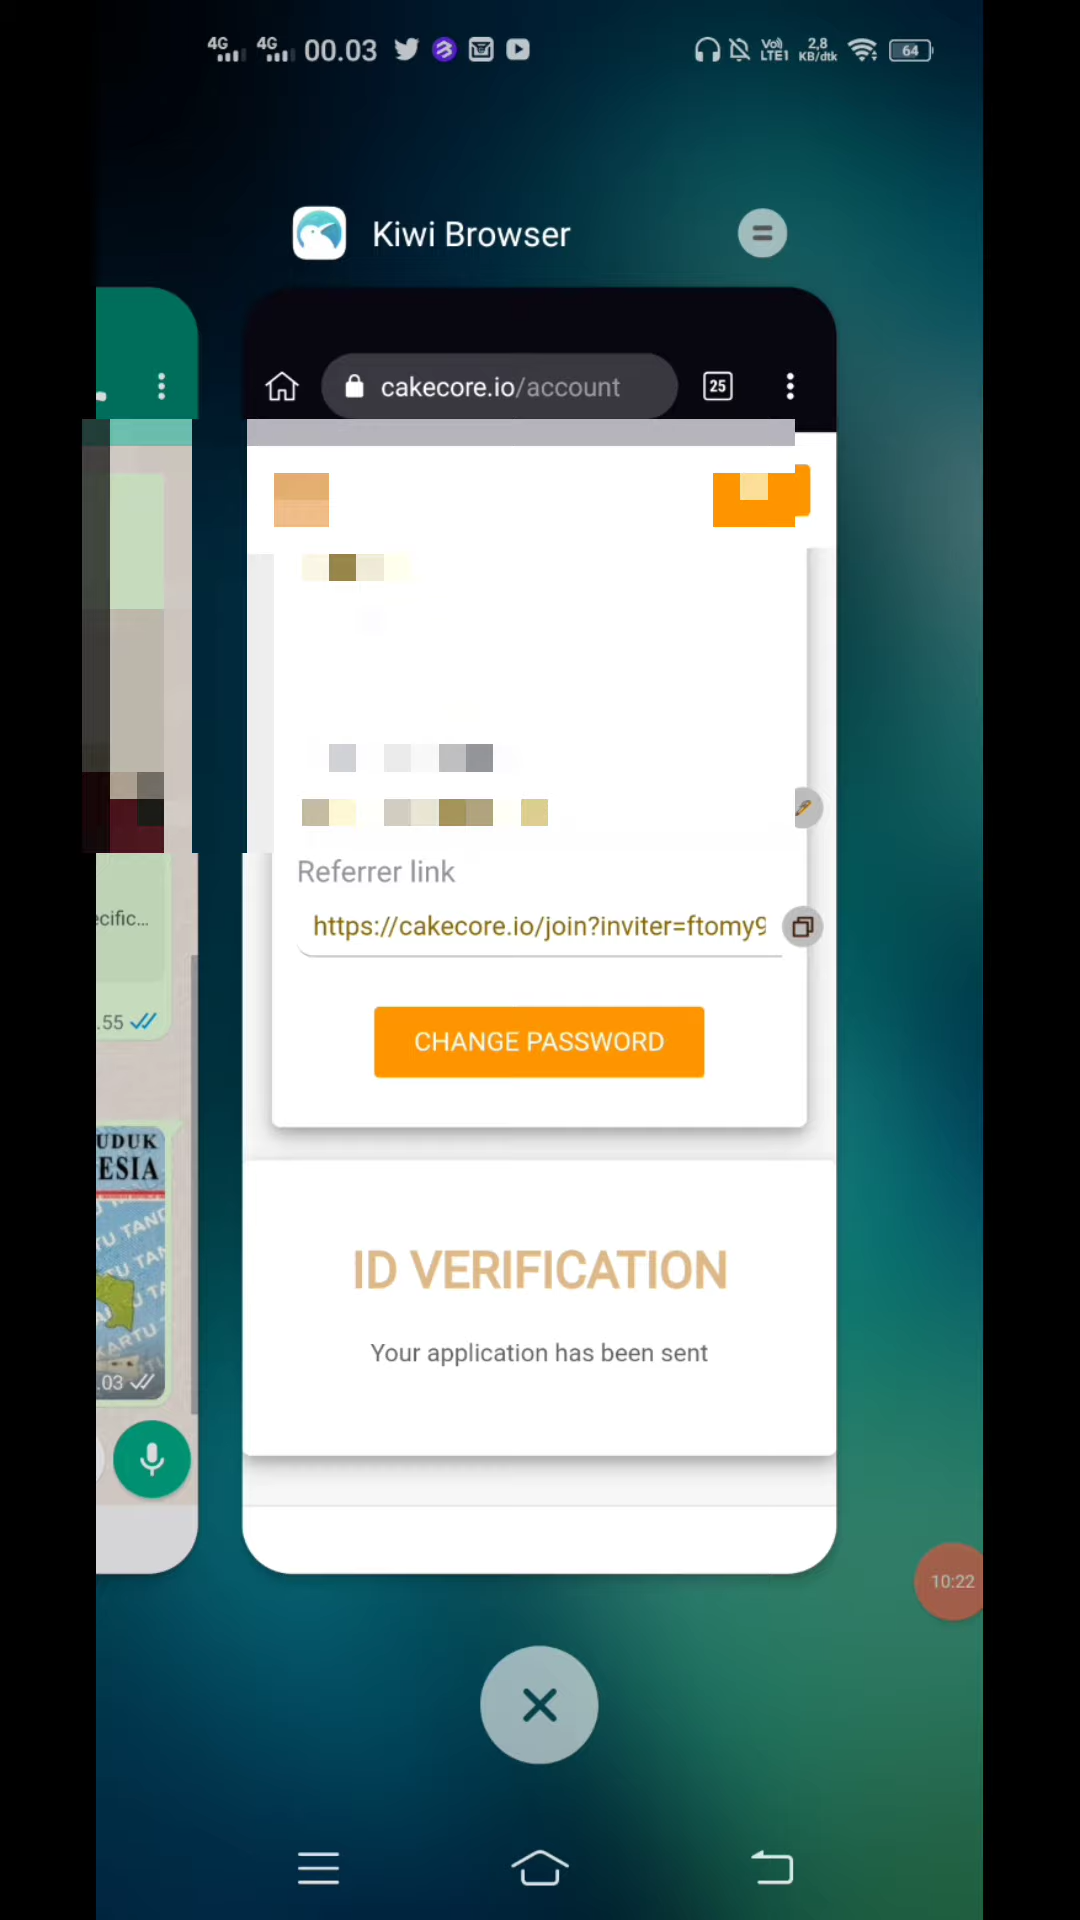 4G 4G 00.03 Vo) LTE1 2,8 KB/dtk 64
Kiwi Browser
cakecore.io/account 25
Referrer link
https://cakecore.io/join?inviter=ftomy9
CHANGE PASSWORD
ID VERIFICATION
Your application has been sent
ecific...
.55
UDUK
ESIA
.03
10:22